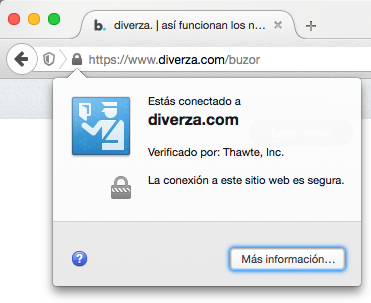 b. diverza. | así funcionan los n...
https://www.diverza.com/buzor
Estás conectado a
diverza.com
Verificado por: Thawte, Inc.
La conexión a este sitio web es segura.
?
Más información...